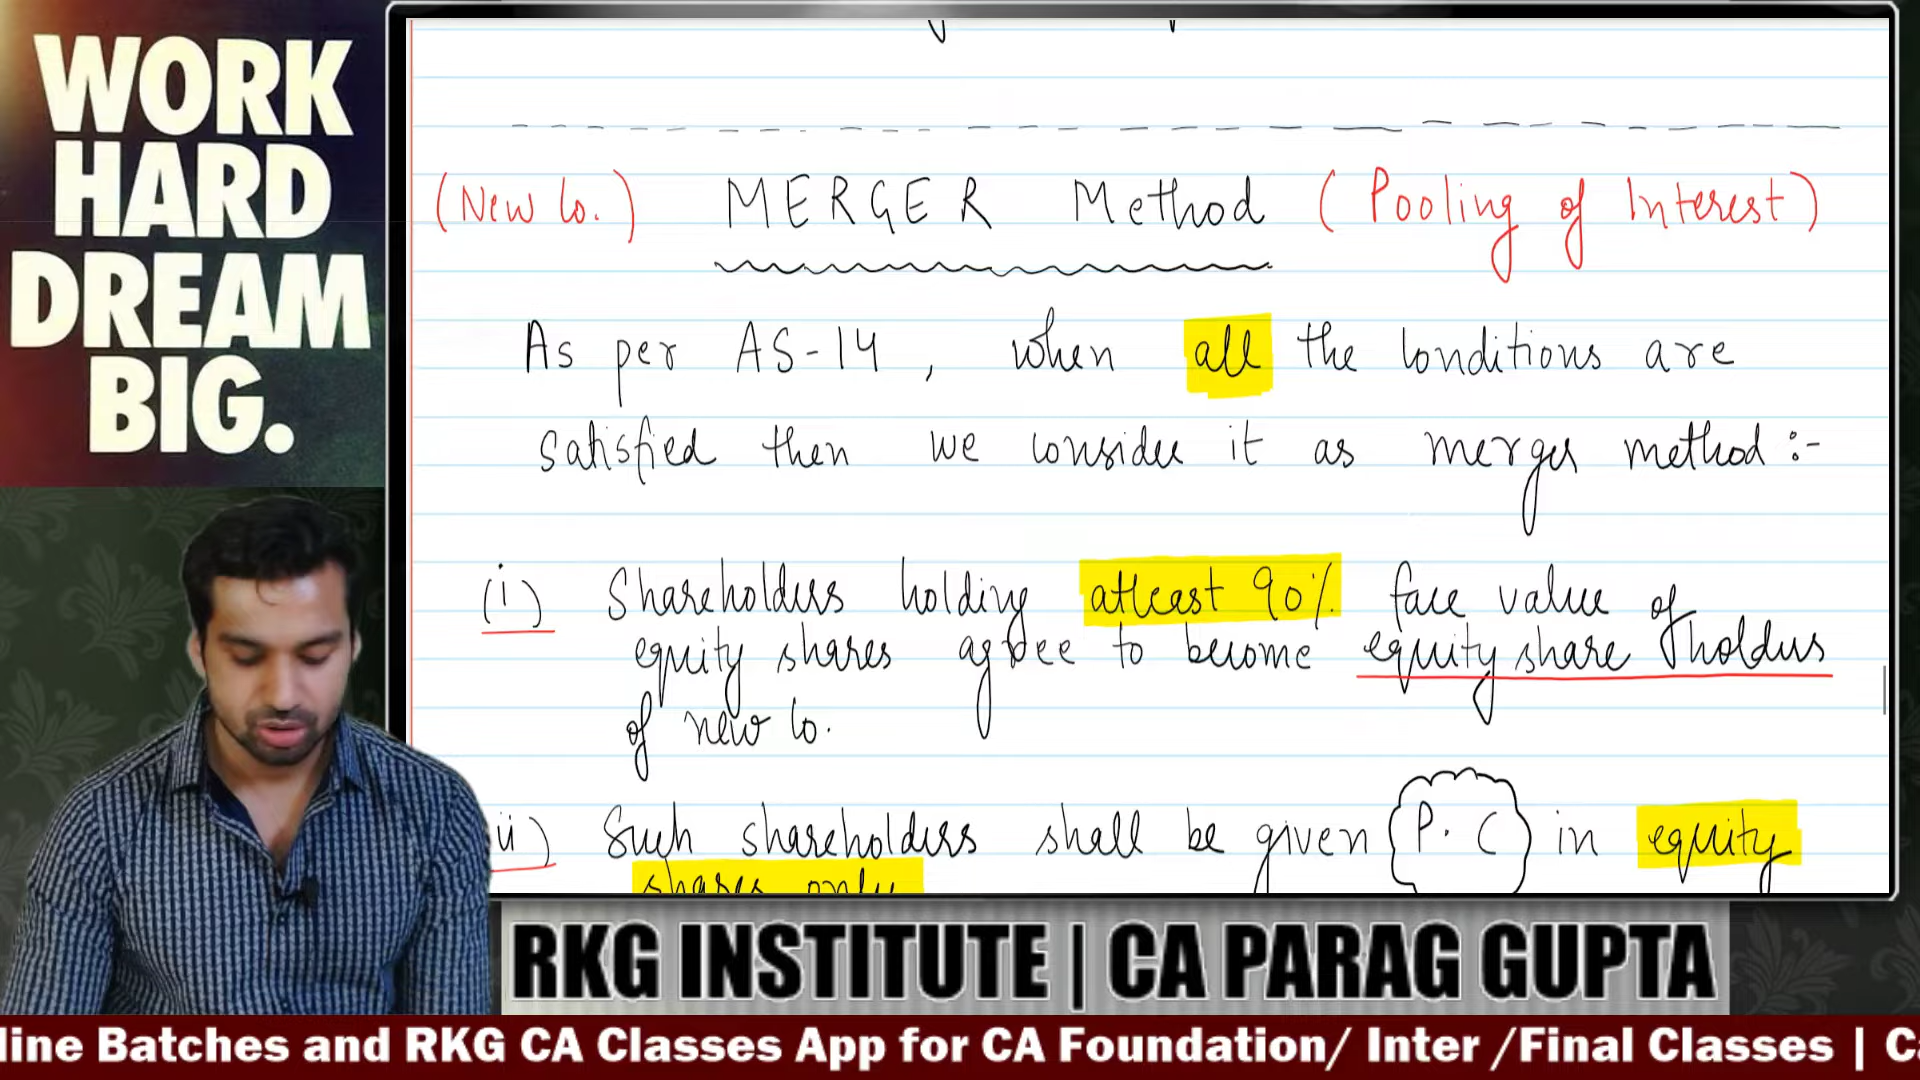 WORK
HARD
DREAM
BIG.
(New Co.) MERGER Method (Pooling of Interest)
As per AS-14, when all the conditions are
satisfied then we consider it as merger method :-
(i) Shareholders holding atleast 90% face value of
equity shares agree to become equity share holders
of new co.
ii) Such shareholders shall be given P.C in equity
shares only
RKG INSTITUTE | CA PARAG GUPTA
line Batches and RKG CA Classes App for CA Foundation/ Inter /Final Classes |